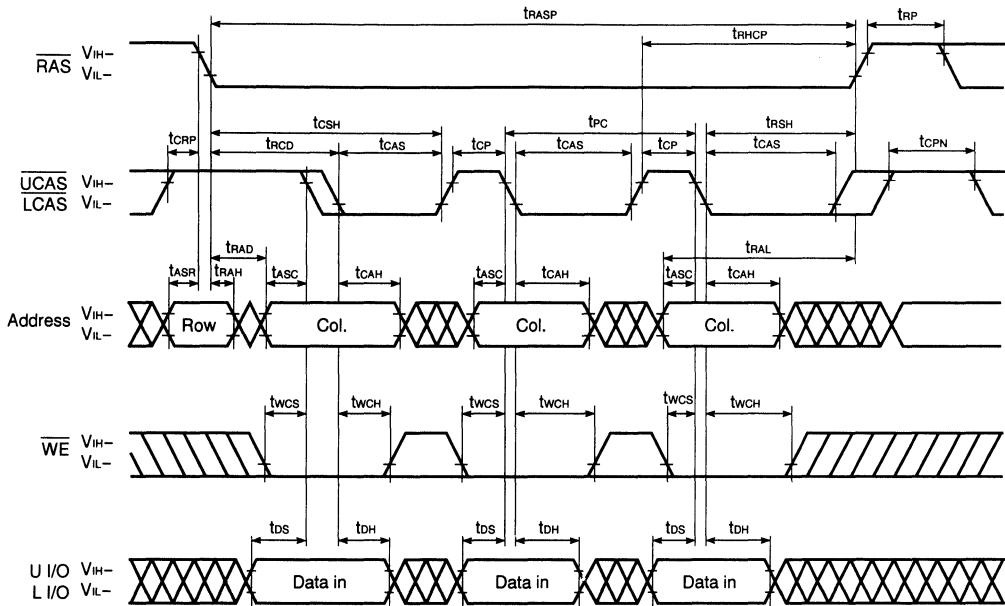 tRASP tRP
tRHCP
RAS VIH–
VIL–
tCSH tPC tRSH
tCRP tRCD tCAS tCP tCAS tCP tCAS tCPN
UCAS VIH–
LCAS VIL–
tRAD tRAL
tASR tRAH tASC tCAH tASC tCAH tASC tCAH
Address VIH–
VIL–
Row Col. Col. Col.
tWCS tWCH tWCS tWCH tWCS tWCH
WE VIH–
VIL–
tDS tDH tDS tDH tDS tDH
U I/O VIH–
L I/O VIL–
Data in Data in Data in